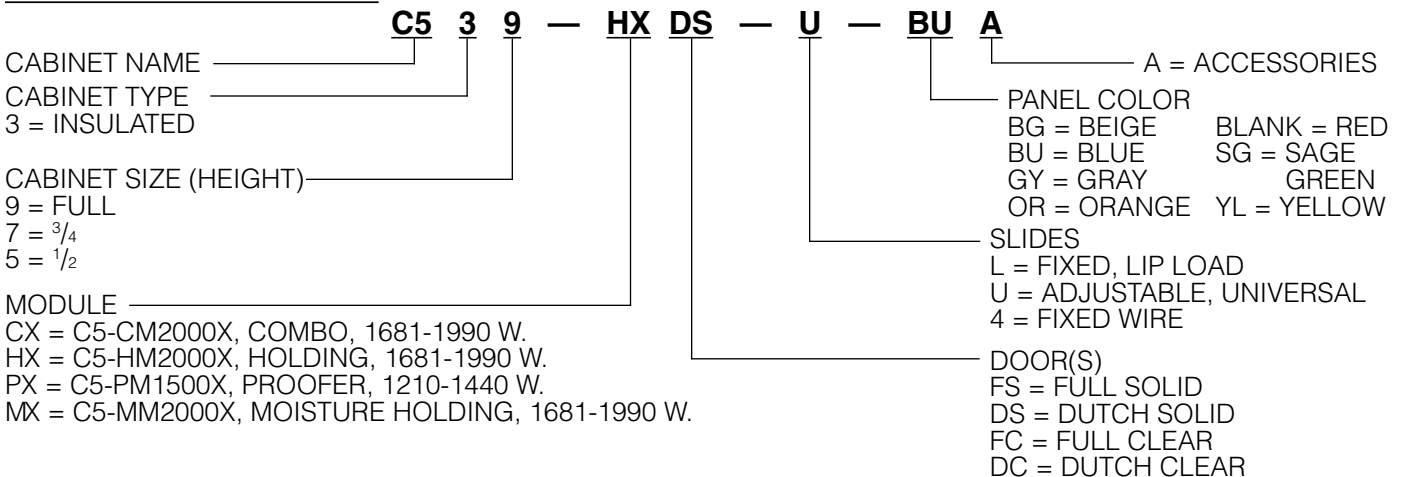 C5 3 9 — HX DS — U — BU A
CABINET NAME
CABINET TYPE
3 = INSULATED
CABINET SIZE (HEIGHT)
9 = FULL
7 = 3/4
5 = 1/2
MODULE
CX = C5-CM2000X, COMBO, 1681-1990 W.
HX = C5-HM2000X, HOLDING, 1681-1990 W.
PX = C5-PM1500X, PROOFER, 1210-1440 W.
MX = C5-MM2000X, MOISTURE HOLDING, 1681-1990 W.
A = ACCESSORIES
PANEL COLOR
BG = BEIGE BLANK = RED
BU = BLUE SG = SAGE
GY = GRAY GREEN
OR = ORANGE YL = YELLOW
SLIDES
L = FIXED, LIP LOAD
U = ADJUSTABLE, UNIVERSAL
4 = FIXED WIRE
DOOR(S)
FS = FULL SOLID
DS = DUTCH SOLID
FC = FULL CLEAR
DC = DUTCH CLEAR